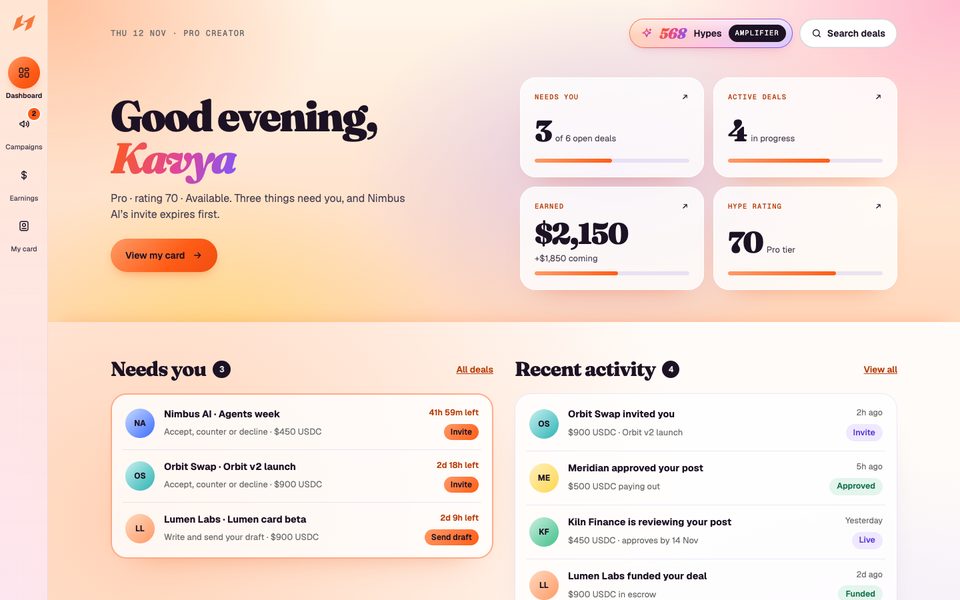 Dashboard
2
Campaigns
$
Earnings
My card
THU 12 NOV · PRO CREATOR
568 Hypes AMPLIFIER
Search deals
Good evening,
Kavya
Pro · rating 70 · Available. Three things need you, and Nimbus
AI's invite expires first.
View my card →
NEEDS YOU ↗
3 of 6 open deals
ACTIVE DEALS ↗
4 in progress
EARNED ↗
$2,150
+$1,850 coming
HYPE RATING ↗
70 Pro tier
Needs you 3
All deals
NA
Nimbus AI · Agents week
41h 59m left
Accept, counter or decline · $450 USDC
Invite
OS
Orbit Swap · Orbit v2 launch
2d 18h left
Accept, counter or decline · $900 USDC
Invite
LL
Lumen Labs · Lumen card beta
2d 9h left
Write and send your draft · $900 USDC
Send draft
Recent activity 4
View all
OS
Orbit Swap invited you
2h ago
$900 USDC · Orbit v2 launch
Invite
ME
Meridian approved your post
5h ago
$500 USDC paying out
Approved
KF
Kiln Finance is reviewing your post
Yesterday
$450 USDC · approves by 14 Nov
Live
LL
Lumen Labs funded your deal
2d ago
$900 USDC in escrow
Funded